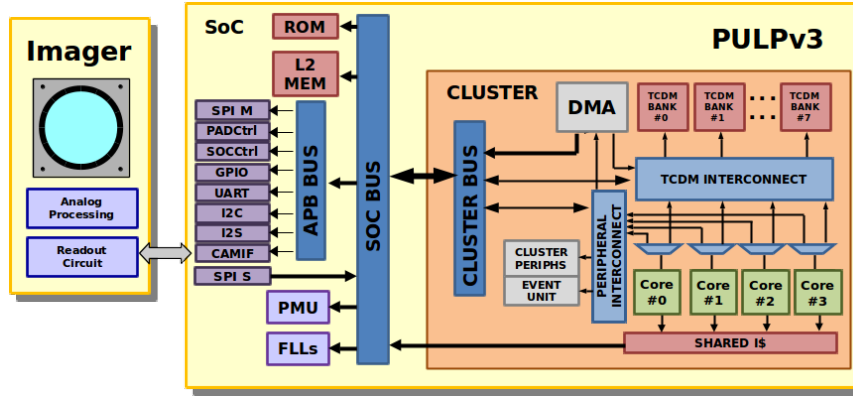 Imager
Analog
Processing
Readout
Circuit
SoC
PULPv3
ROM
L2
MEM
SPI M
PADCtrl
SOCCtrl
GPIO
UART
I2C
I2S
CAMIF
SPI S
PMU
FLLs
APB BUS
SOC BUS
CLUSTER
CLUSTER BUS
DMA
TCDM
BANK
#0
TCDM
BANK
#1
...
...
TCDM
BANK
#7
TCDM INTERCONNECT
PERIPHERAL
INTERCONNECT
CLUSTER
PERIPHS
EVENT
UNIT
Core
#0
Core
#1
Core
#2
Core
#3
SHARED I$